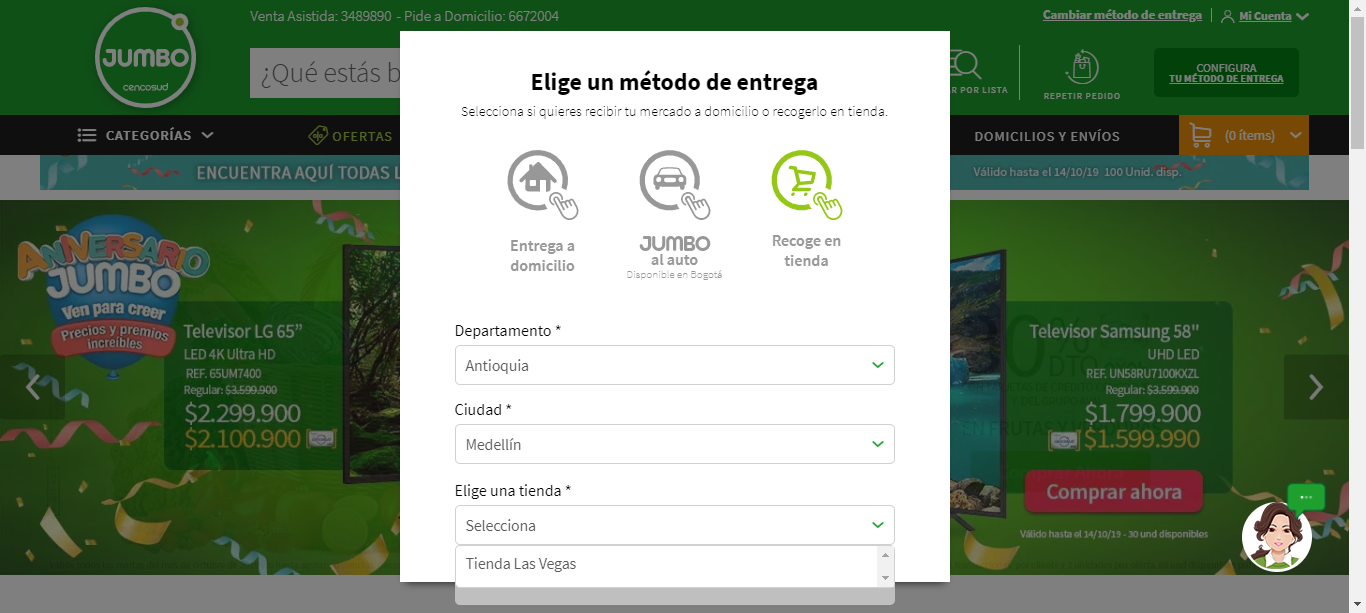 Venta Asistida: 3489890 - Pide a Domicilio: 6672004
Cambiar método de entrega
Mi Cuenta
JUMBO
cencosud
¿Qué estás b
R POR LISTA
REPETIR PEDIDO
CONFIGURA
TU MÉTODO DE ENTREGA
CATEGORÍAS
OFERTAS
DOMICILIOS Y ENVÍOS
(0 ítems)
ENCUENTRA AQUÍ TODAS L
Válido hasta el 14/10/19 100 Unid. disp.
Elige un método de entrega
Selecciona si quieres recibir tu mercado a domicilio o recogerlo en tienda.
Entrega a
domicilio
JUMBO
al auto
Disponible en Bogotá
Recoge en
tienda
Departamento *
Antioquia
Ciudad *
Medellín
Elige una tienda *
Selecciona
Tienda Las Vegas
ANIVERSARIO
JUMBO
Ven para creer
Precios y premios
increíbles
Televisor LG 65”
LED 4K Ultra HD
REF. 65UM7400
Regular: $3.599.900
$2.299.900
$2.100.900
Televisor Samsung 58"
UHD LED
REF. UN58RU7100KXZL
Regular: $3.599.900
$1.799.900
$1.599.990
Comprar ahora
Válido hasta el 14/10/19 - 30 und disponibles